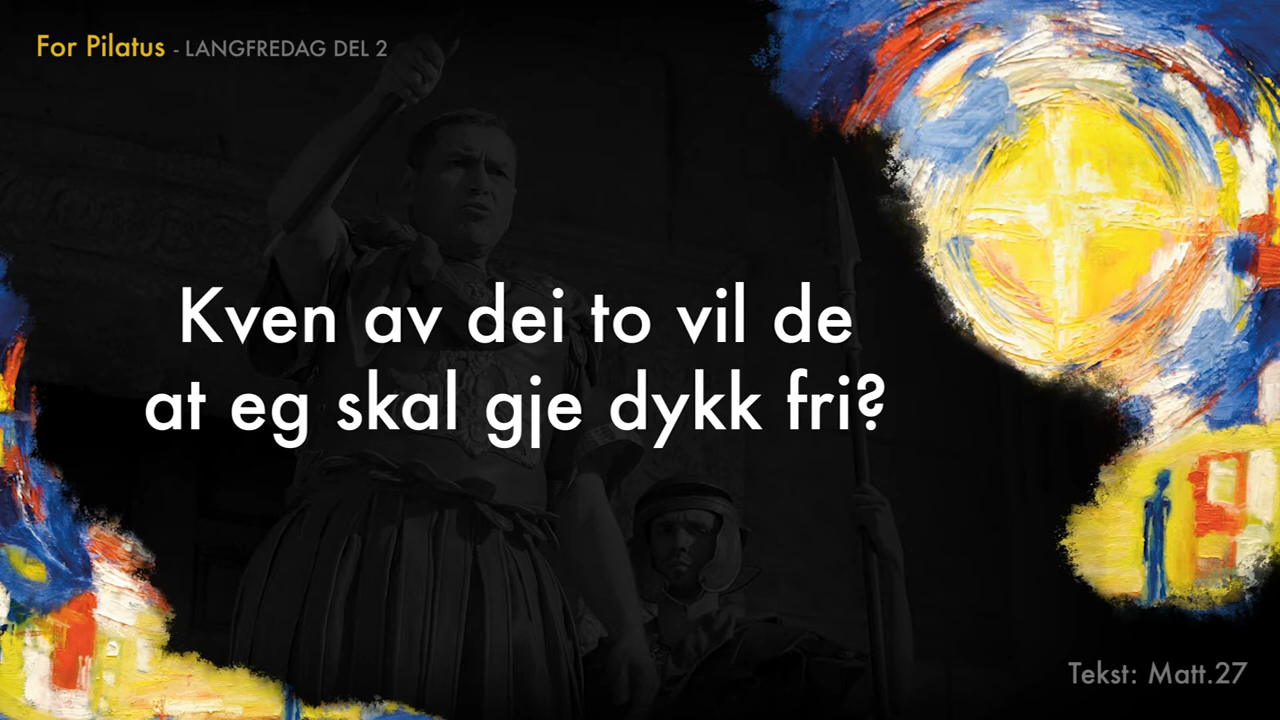 For Pilatus - LANGFREDAG DEL 2
Kven av dei to vil de
at eg skal gje dykk fri?
Tekst: Matt.27